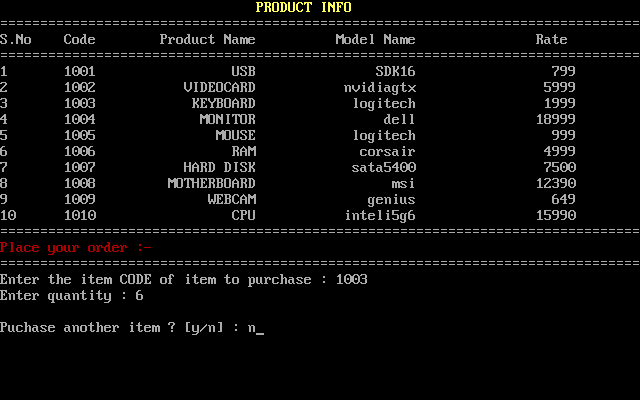 PRODUCT INFO
================================================================================
S.No Code Product Name Model Name Rate
================================================================================
1 1001 USB SDK16 799
2 1002 VIDEOCARD nvidiagtx 5999
3 1003 KEYBOARD logitech 1999
4 1004 MONITOR dell 18999
5 1005 MOUSE logitech 999
6 1006 RAM corsair 4999
7 1007 HARD DISK sata5400 7500
8 1008 MOTHERBOARD msi 12390
9 1009 WEBCAM genius 649
10 1010 CPU inteli5g6 15990
================================================================================
Place your order :-
================================================================================
Enter the item CODE of item to purchase : 1003
Enter quantity : 6
Puchase another item ? [y/n] : n_